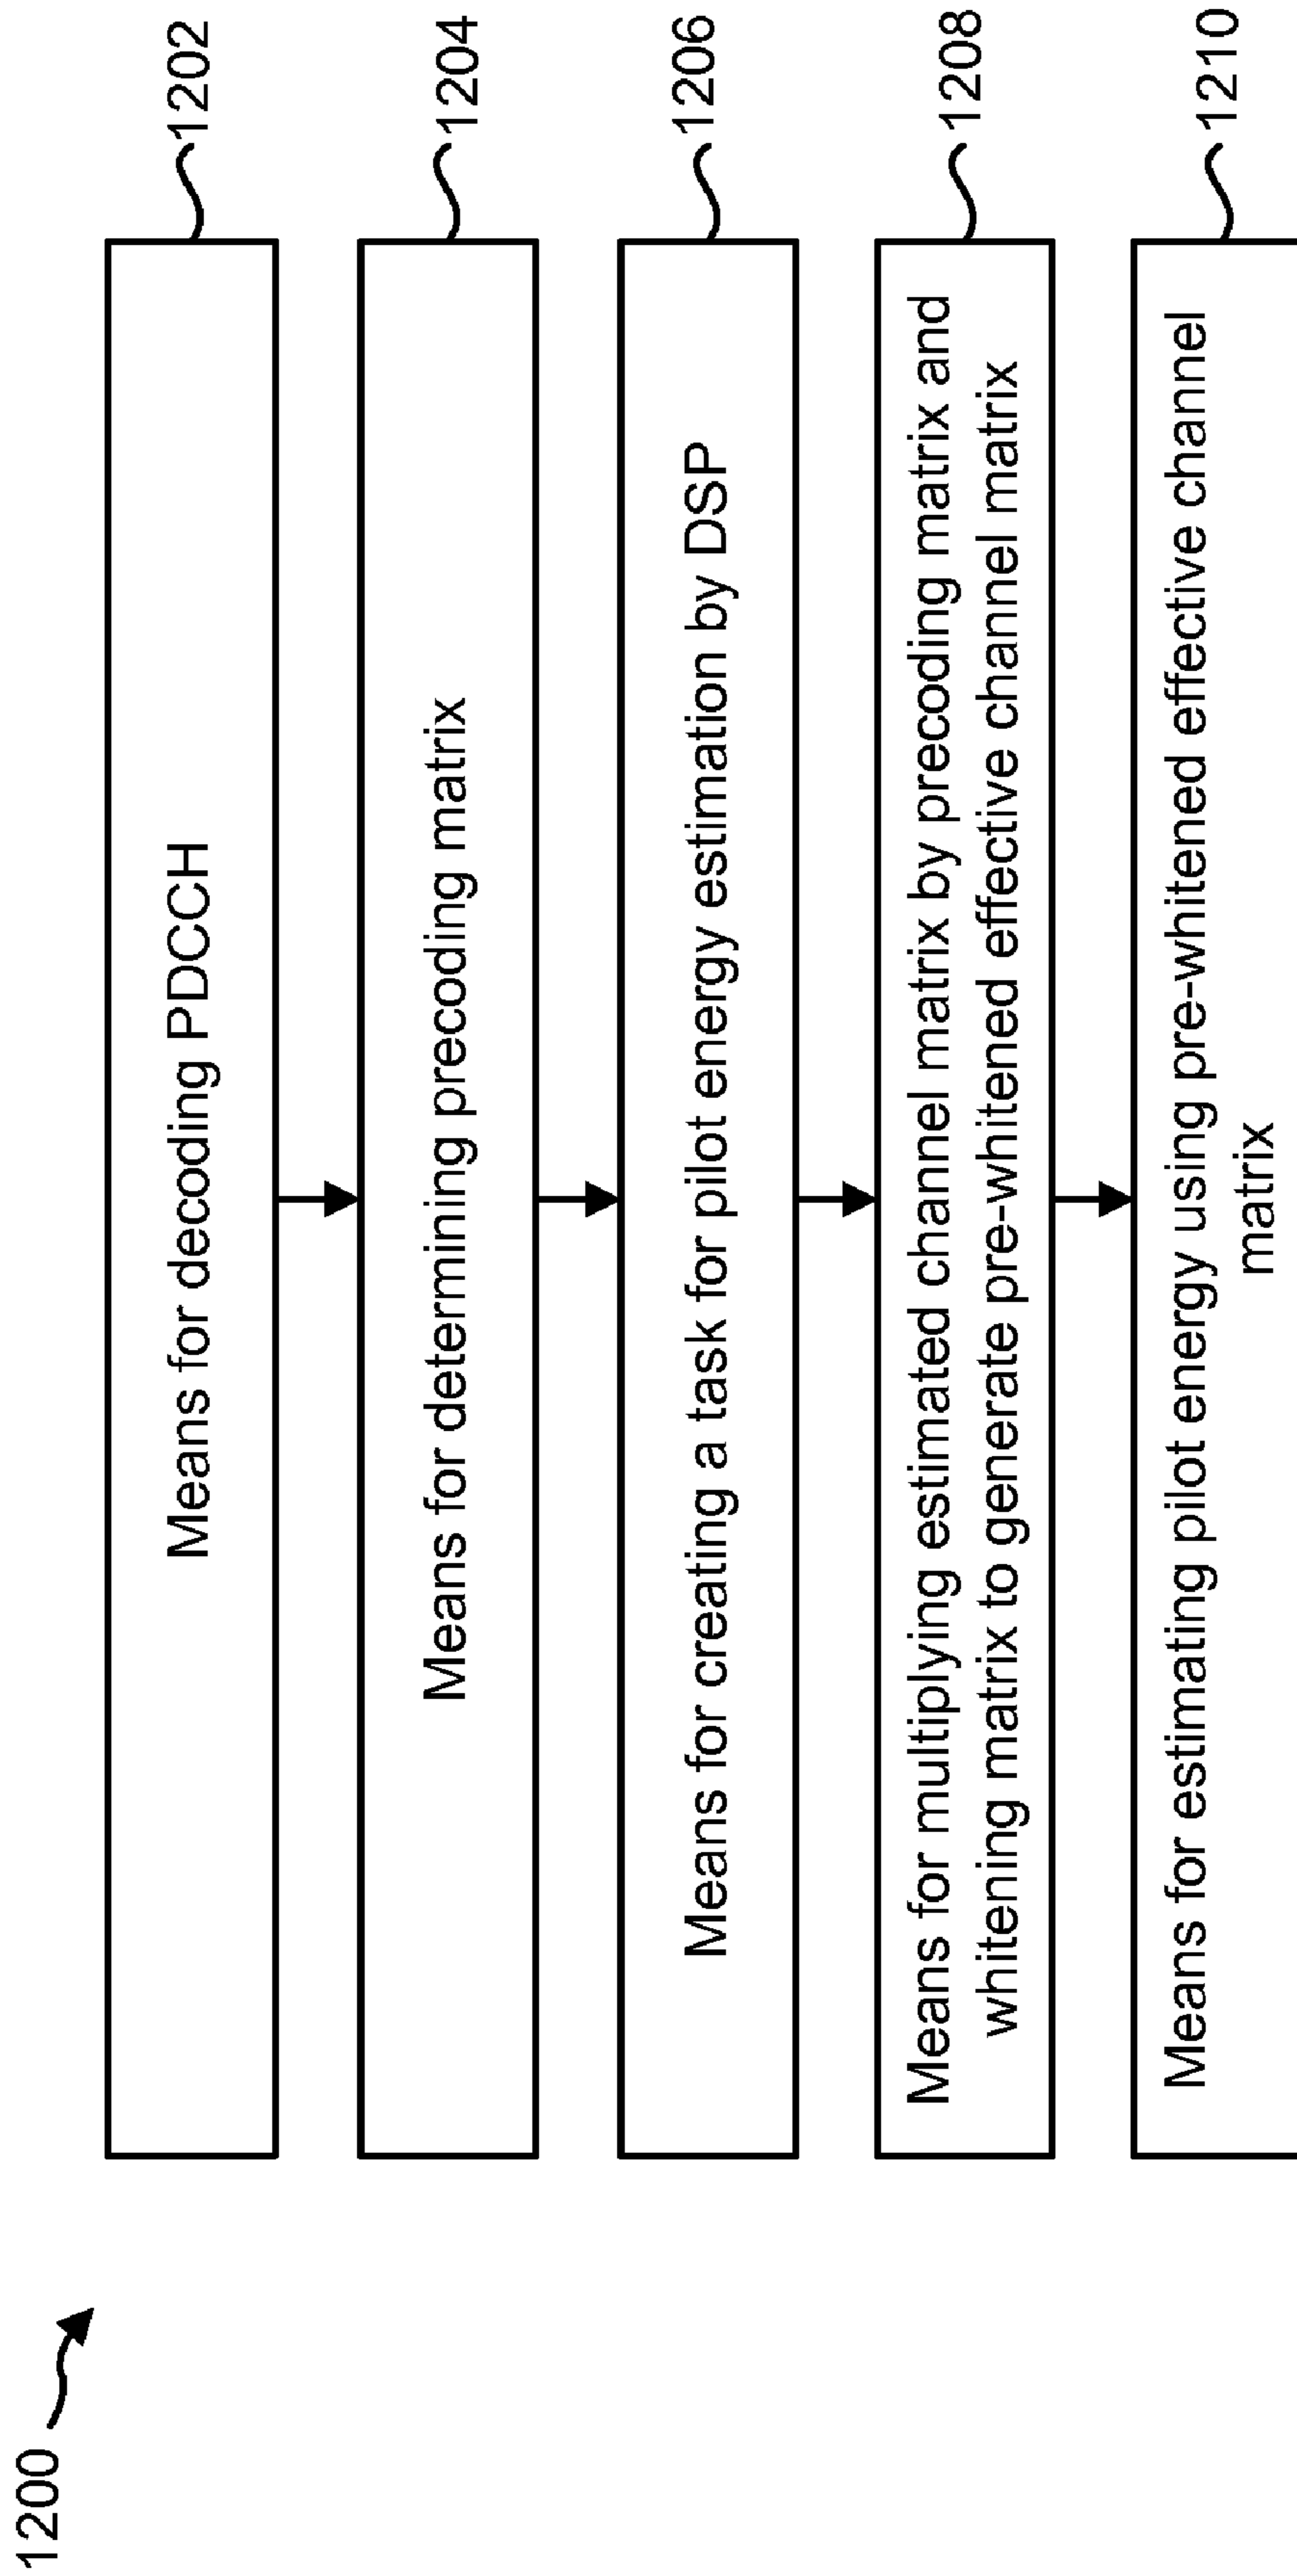 1200
Means for decoding PDCCH
1202
Means for determining precoding matrix
1204
Means for creating a task for pilot energy estimation by DSP
1206
Means for multiplying estimated channel matrix by precoding matrix and
whitening matrix to generate pre-whitened effective channel matrix
1208
Means for estimating pilot energy using pre-whitened effective channel
matrix
1210